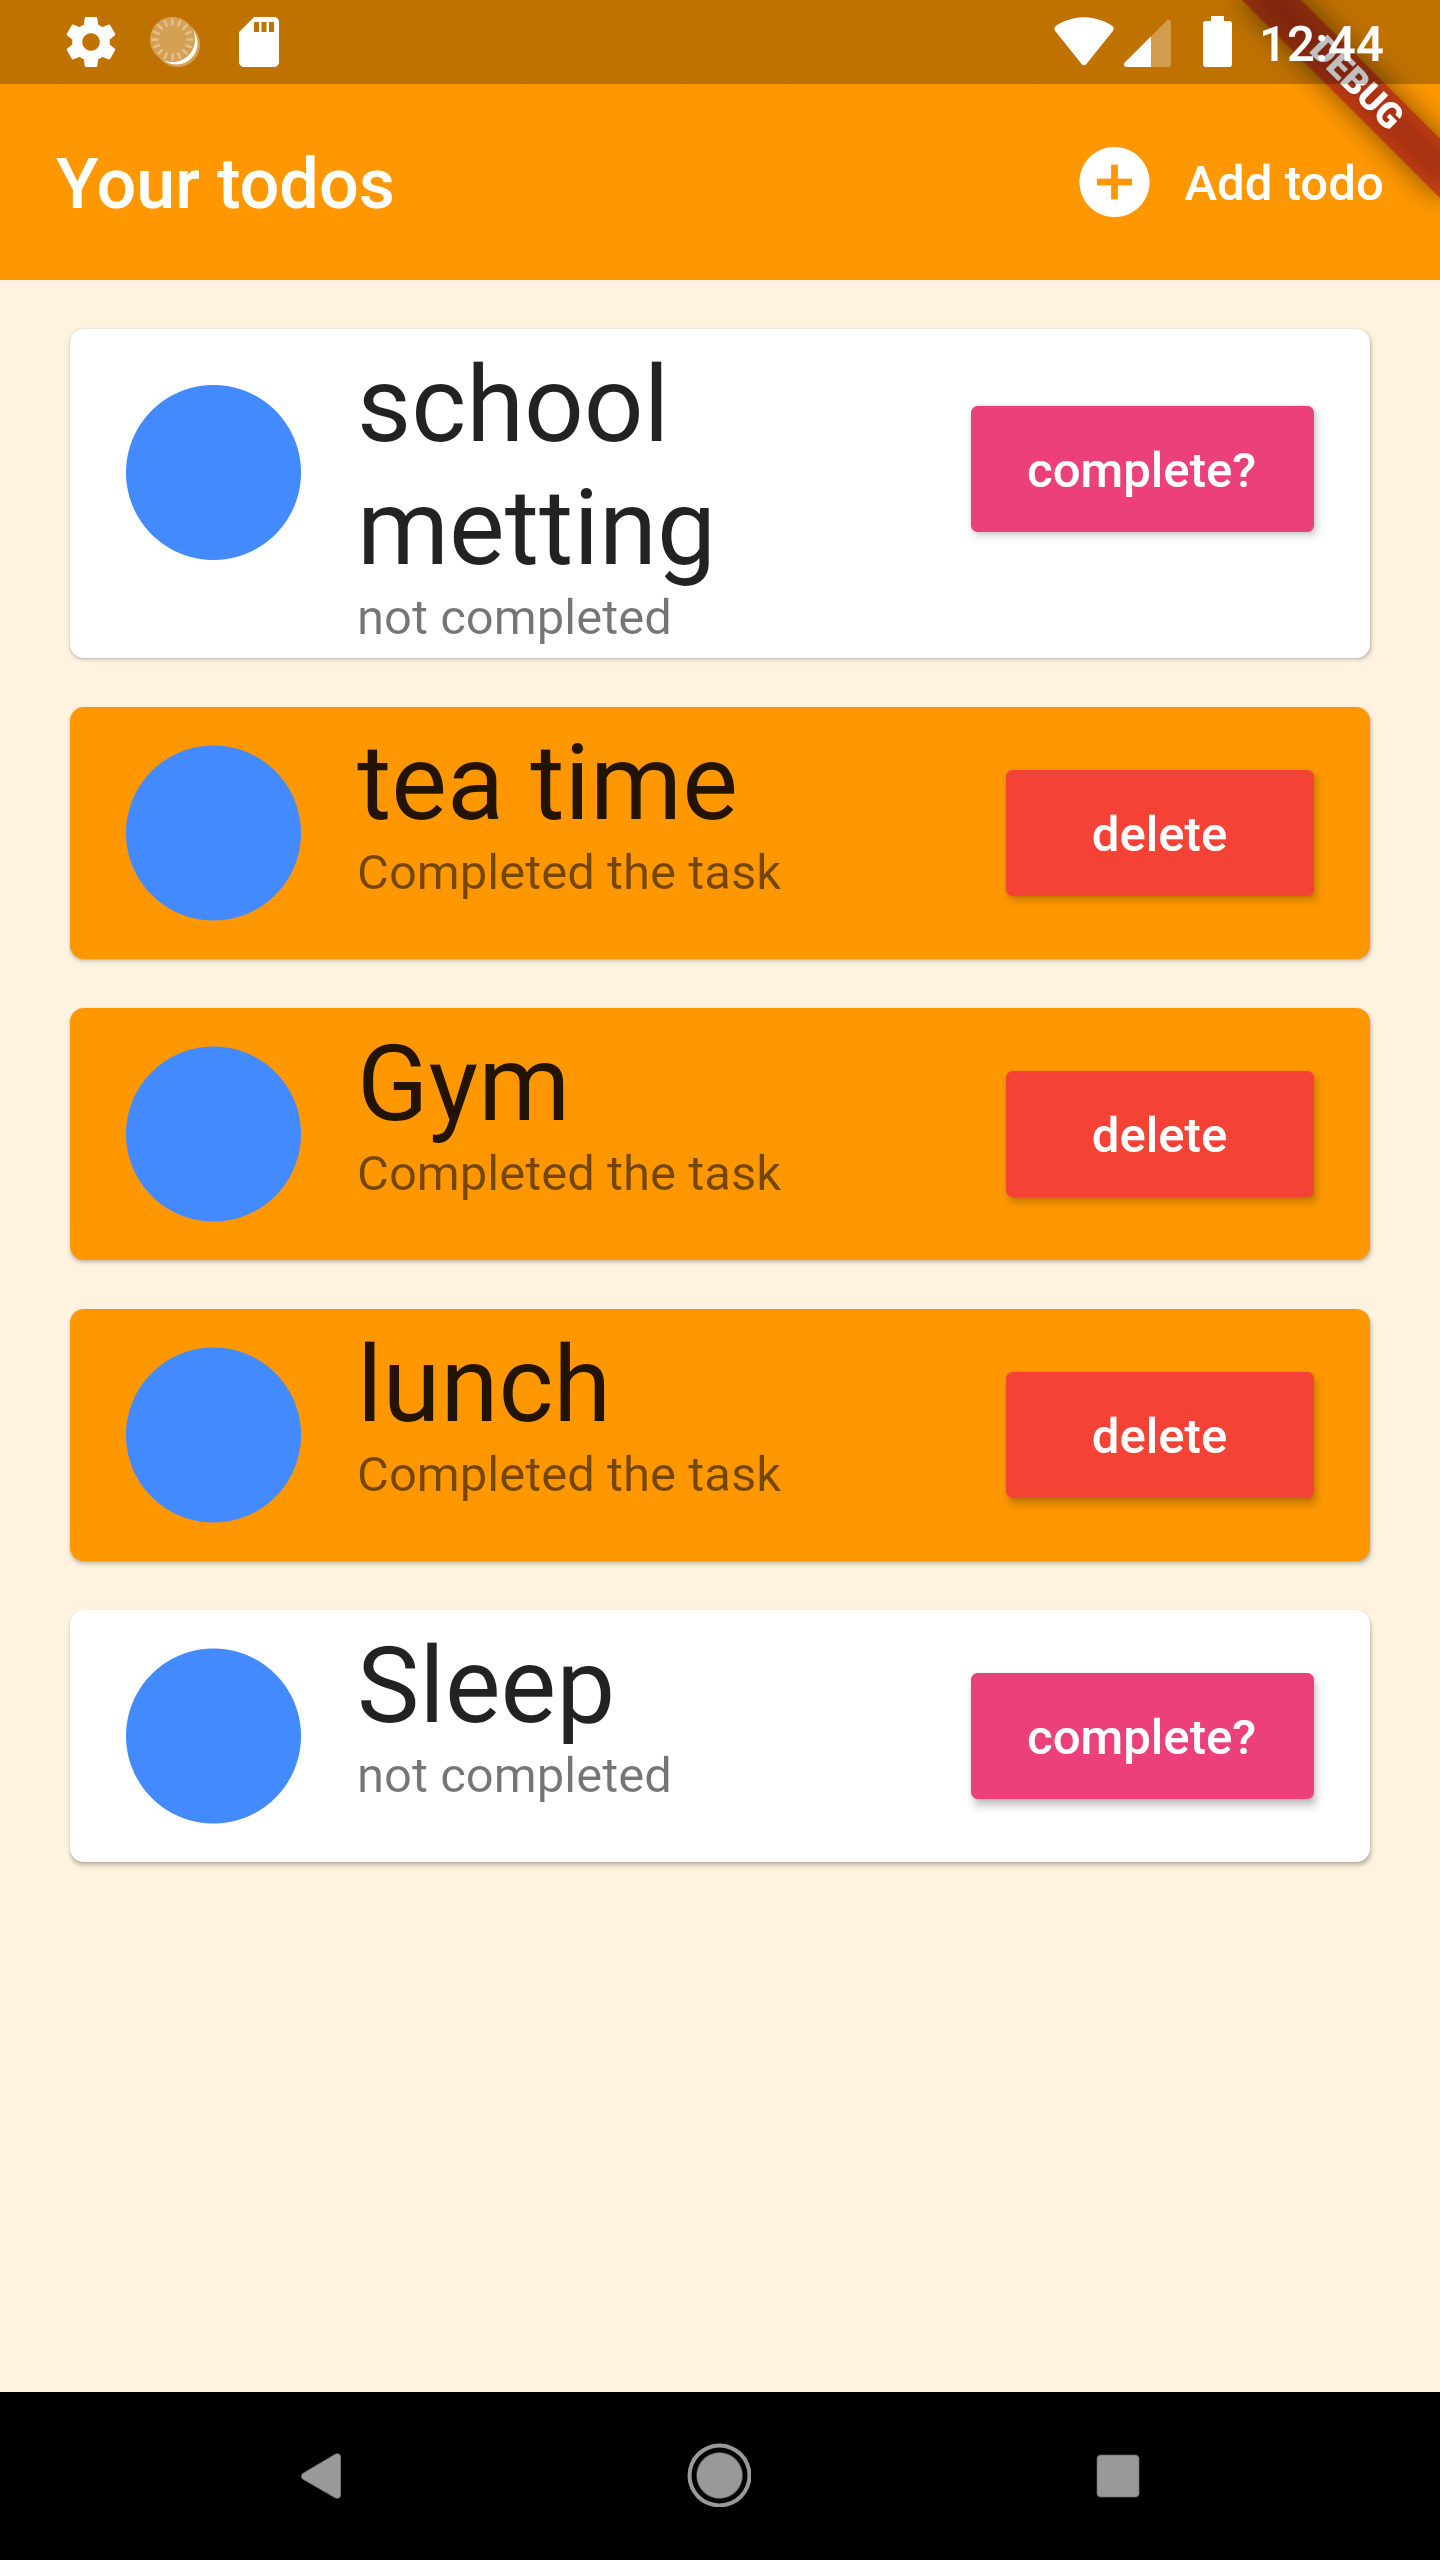 12:44
DEBUG
Your todos
Add todo
school
metting
not completed
complete?
tea time
Completed the task
delete
Gym
Completed the task
delete
lunch
Completed the task
delete
Sleep
not completed
complete?